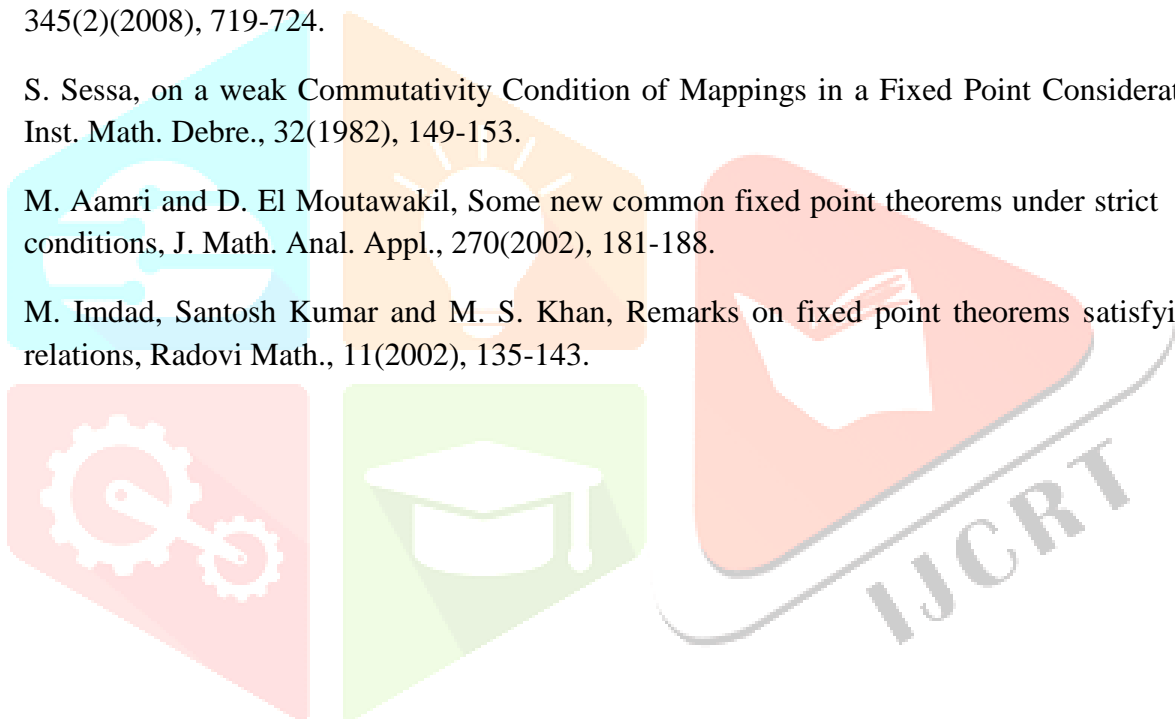 345(2)(2008), 719-724.
S. Sessa, on a weak Commutativity Condition of Mappings in a Fixed Point Considerat
Inst. Math. Debre., 32(1982), 149-153.
M. Aamri and D. El Moutawakil, Some new common fixed point theorems under strict
conditions, J. Math. Anal. Appl., 270(2002), 181-188.
M. Imdad, Santosh Kumar and M. S. Khan, Remarks on fixed point theorems satisfyi
relations, Radovi Math., 11(2002), 135-143.
IJCRT